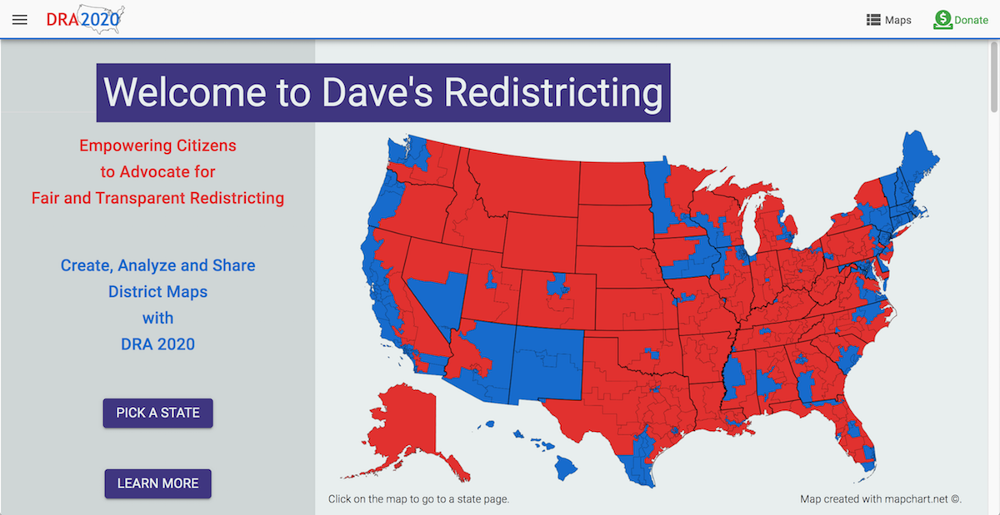 DRA2020
Maps
Donate
Welcome to Dave's Redistricting
Empowering Citizens
to Advocate for
Fair and Transparent Redistricting
Create, Analyze and Share
District Maps
with
DRA 2020
PICK A STATE
LEARN MORE
Click on the map to go to a state page.
Map created with mapchart.net ©.